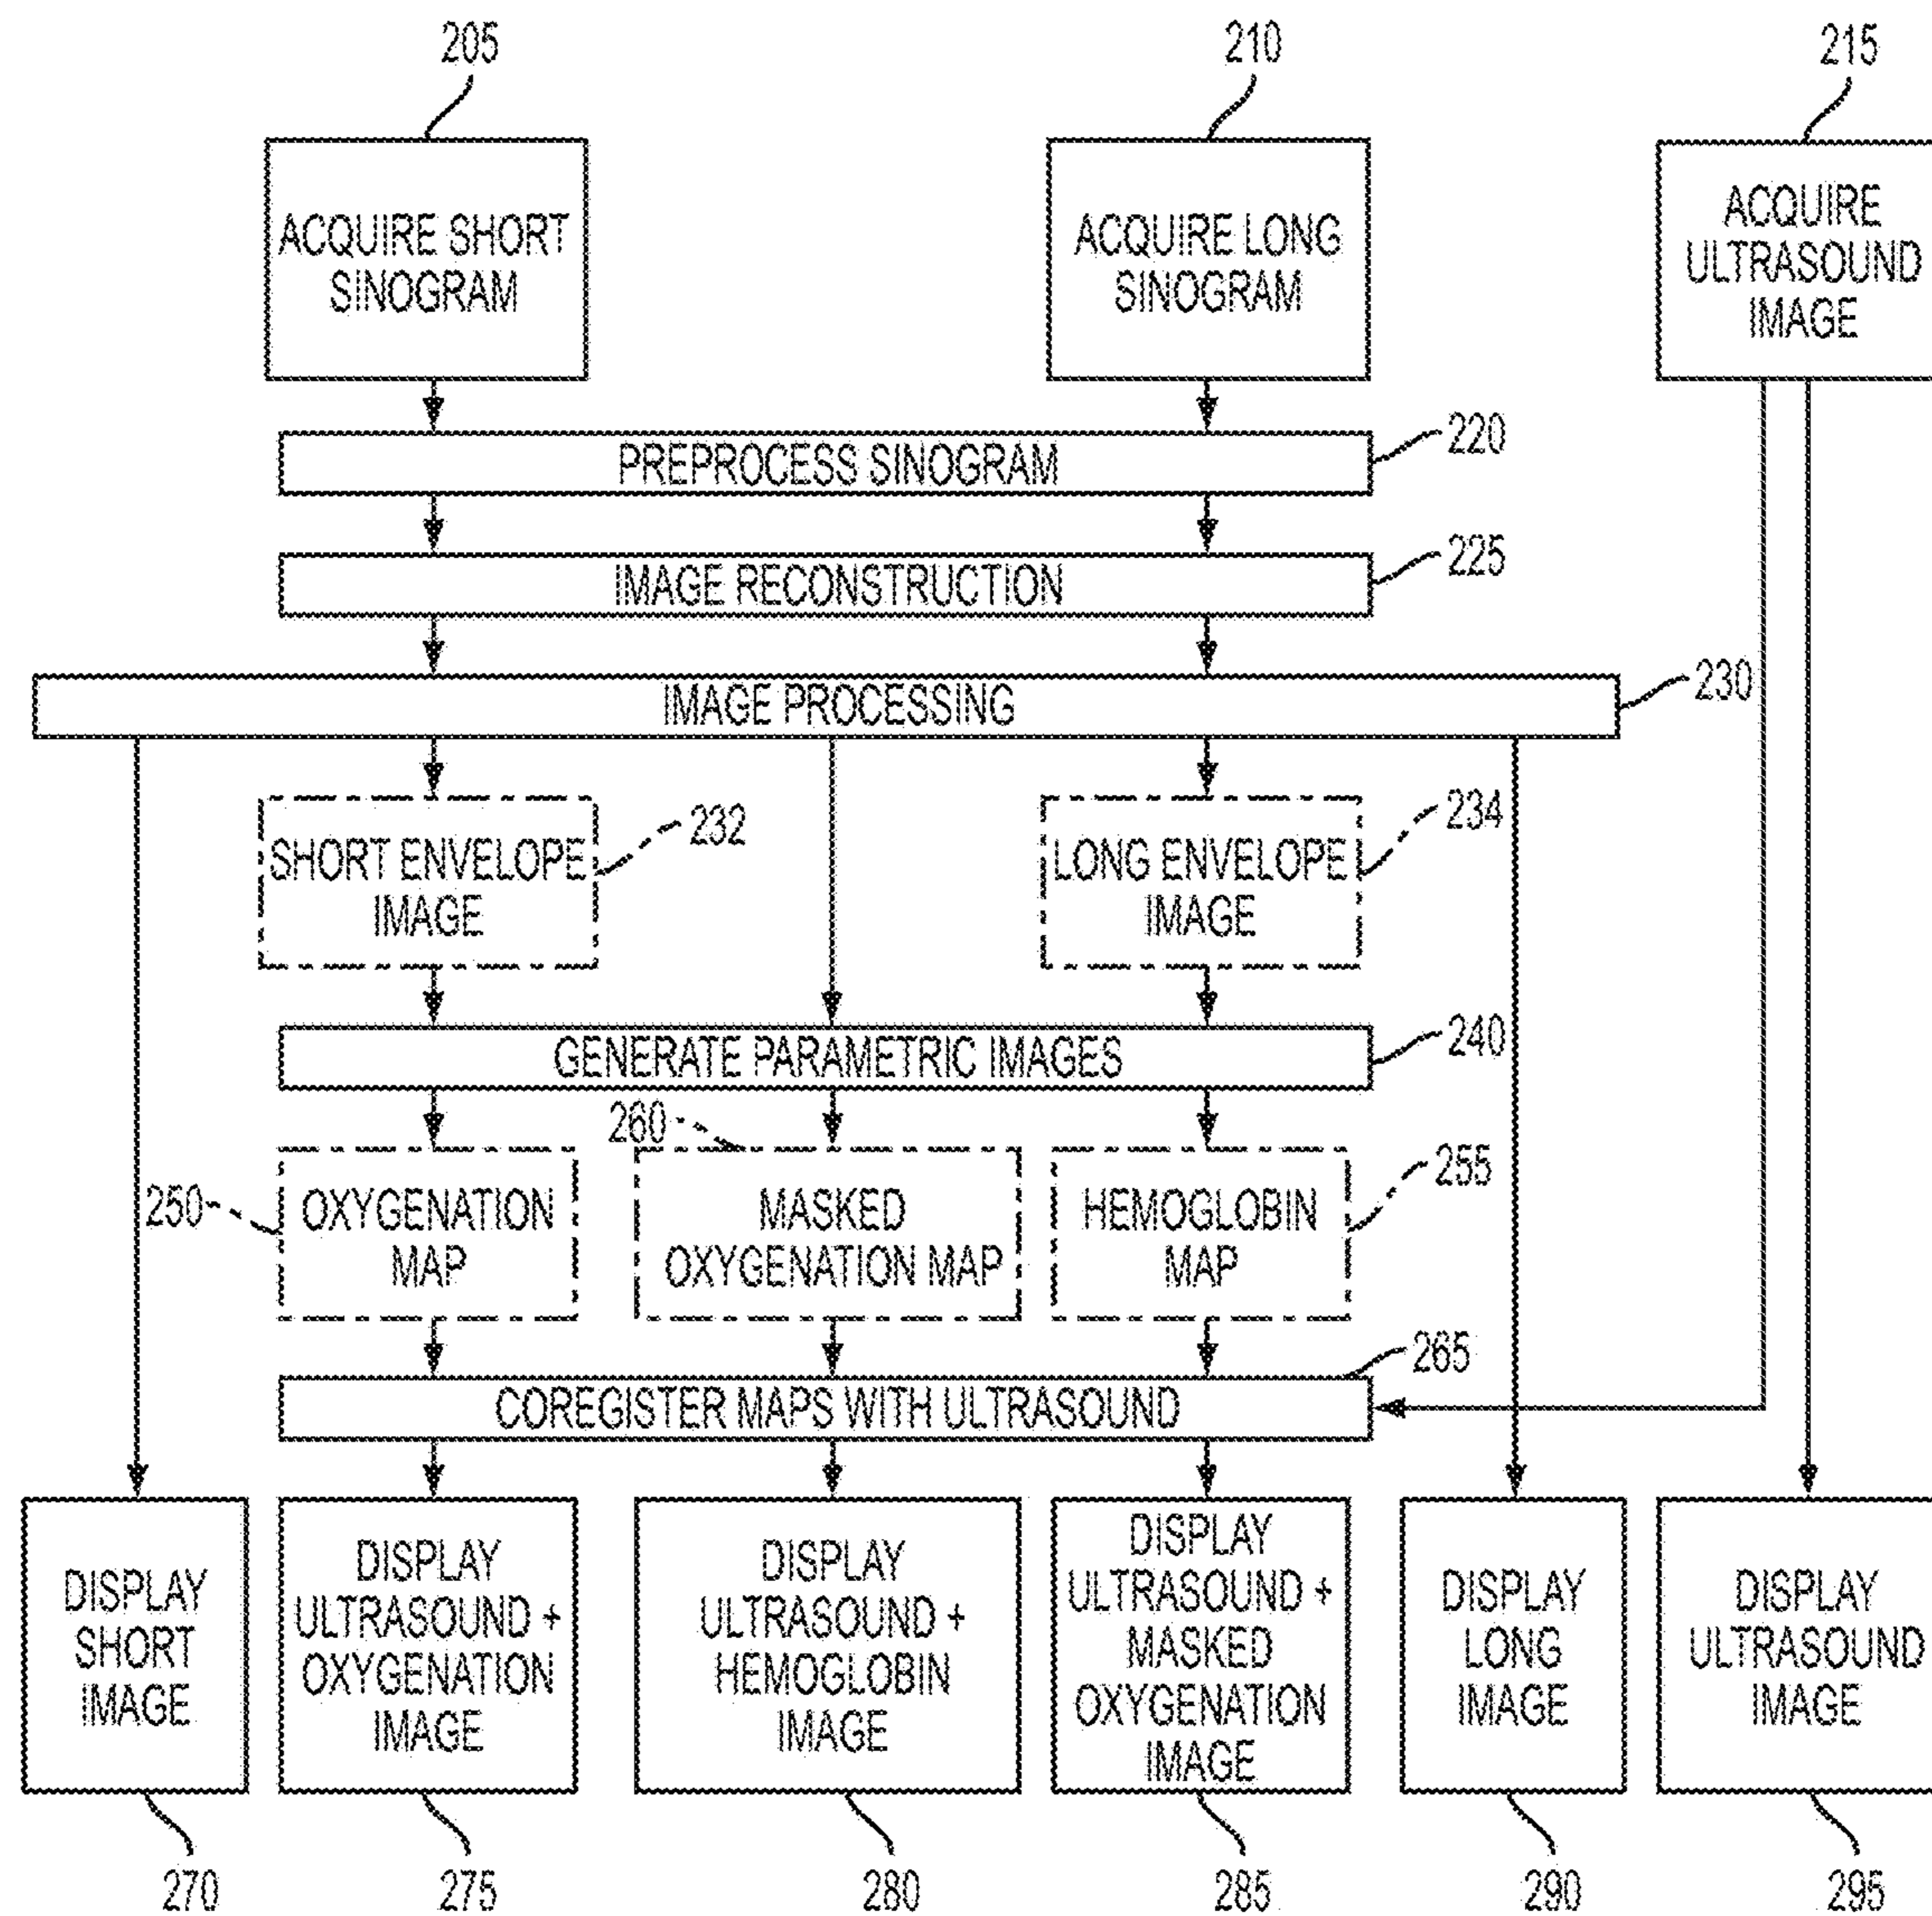 205
210
215
ACQUIRE SHORT
SINOGRAM
ACQUIRE LONG
SINOGRAM
ACQUIRE
ULTRASOUND
IMAGE
220
PREPROCESS SINOGRAM
225
IMAGE RECONSTRUCTION
230
IMAGE PROCESSING
232
SHORT ENVELOPE
IMAGE
234
LONG ENVELOPE
IMAGE
240
GENERATE PARAMETRIC IMAGES
260
250
OXYGENATION
MAP
MASKED
OXYGENATION MAP
HEMOGLOBIN
MAP
255
265
COREGISTER MAPS WITH ULTRASOUND
DISPLAY
SHORT
IMAGE
DISPLAY
ULTRASOUND +
OXYGENATION
IMAGE
DISPLAY
ULTRASOUND +
HEMOGLOBIN
IMAGE
DISPLAY
ULTRASOUND +
MASKED
OXYGENATION
IMAGE
DISPLAY
LONG
IMAGE
DISPLAY
ULTRASOUND
IMAGE
270
275
280
285
290
295